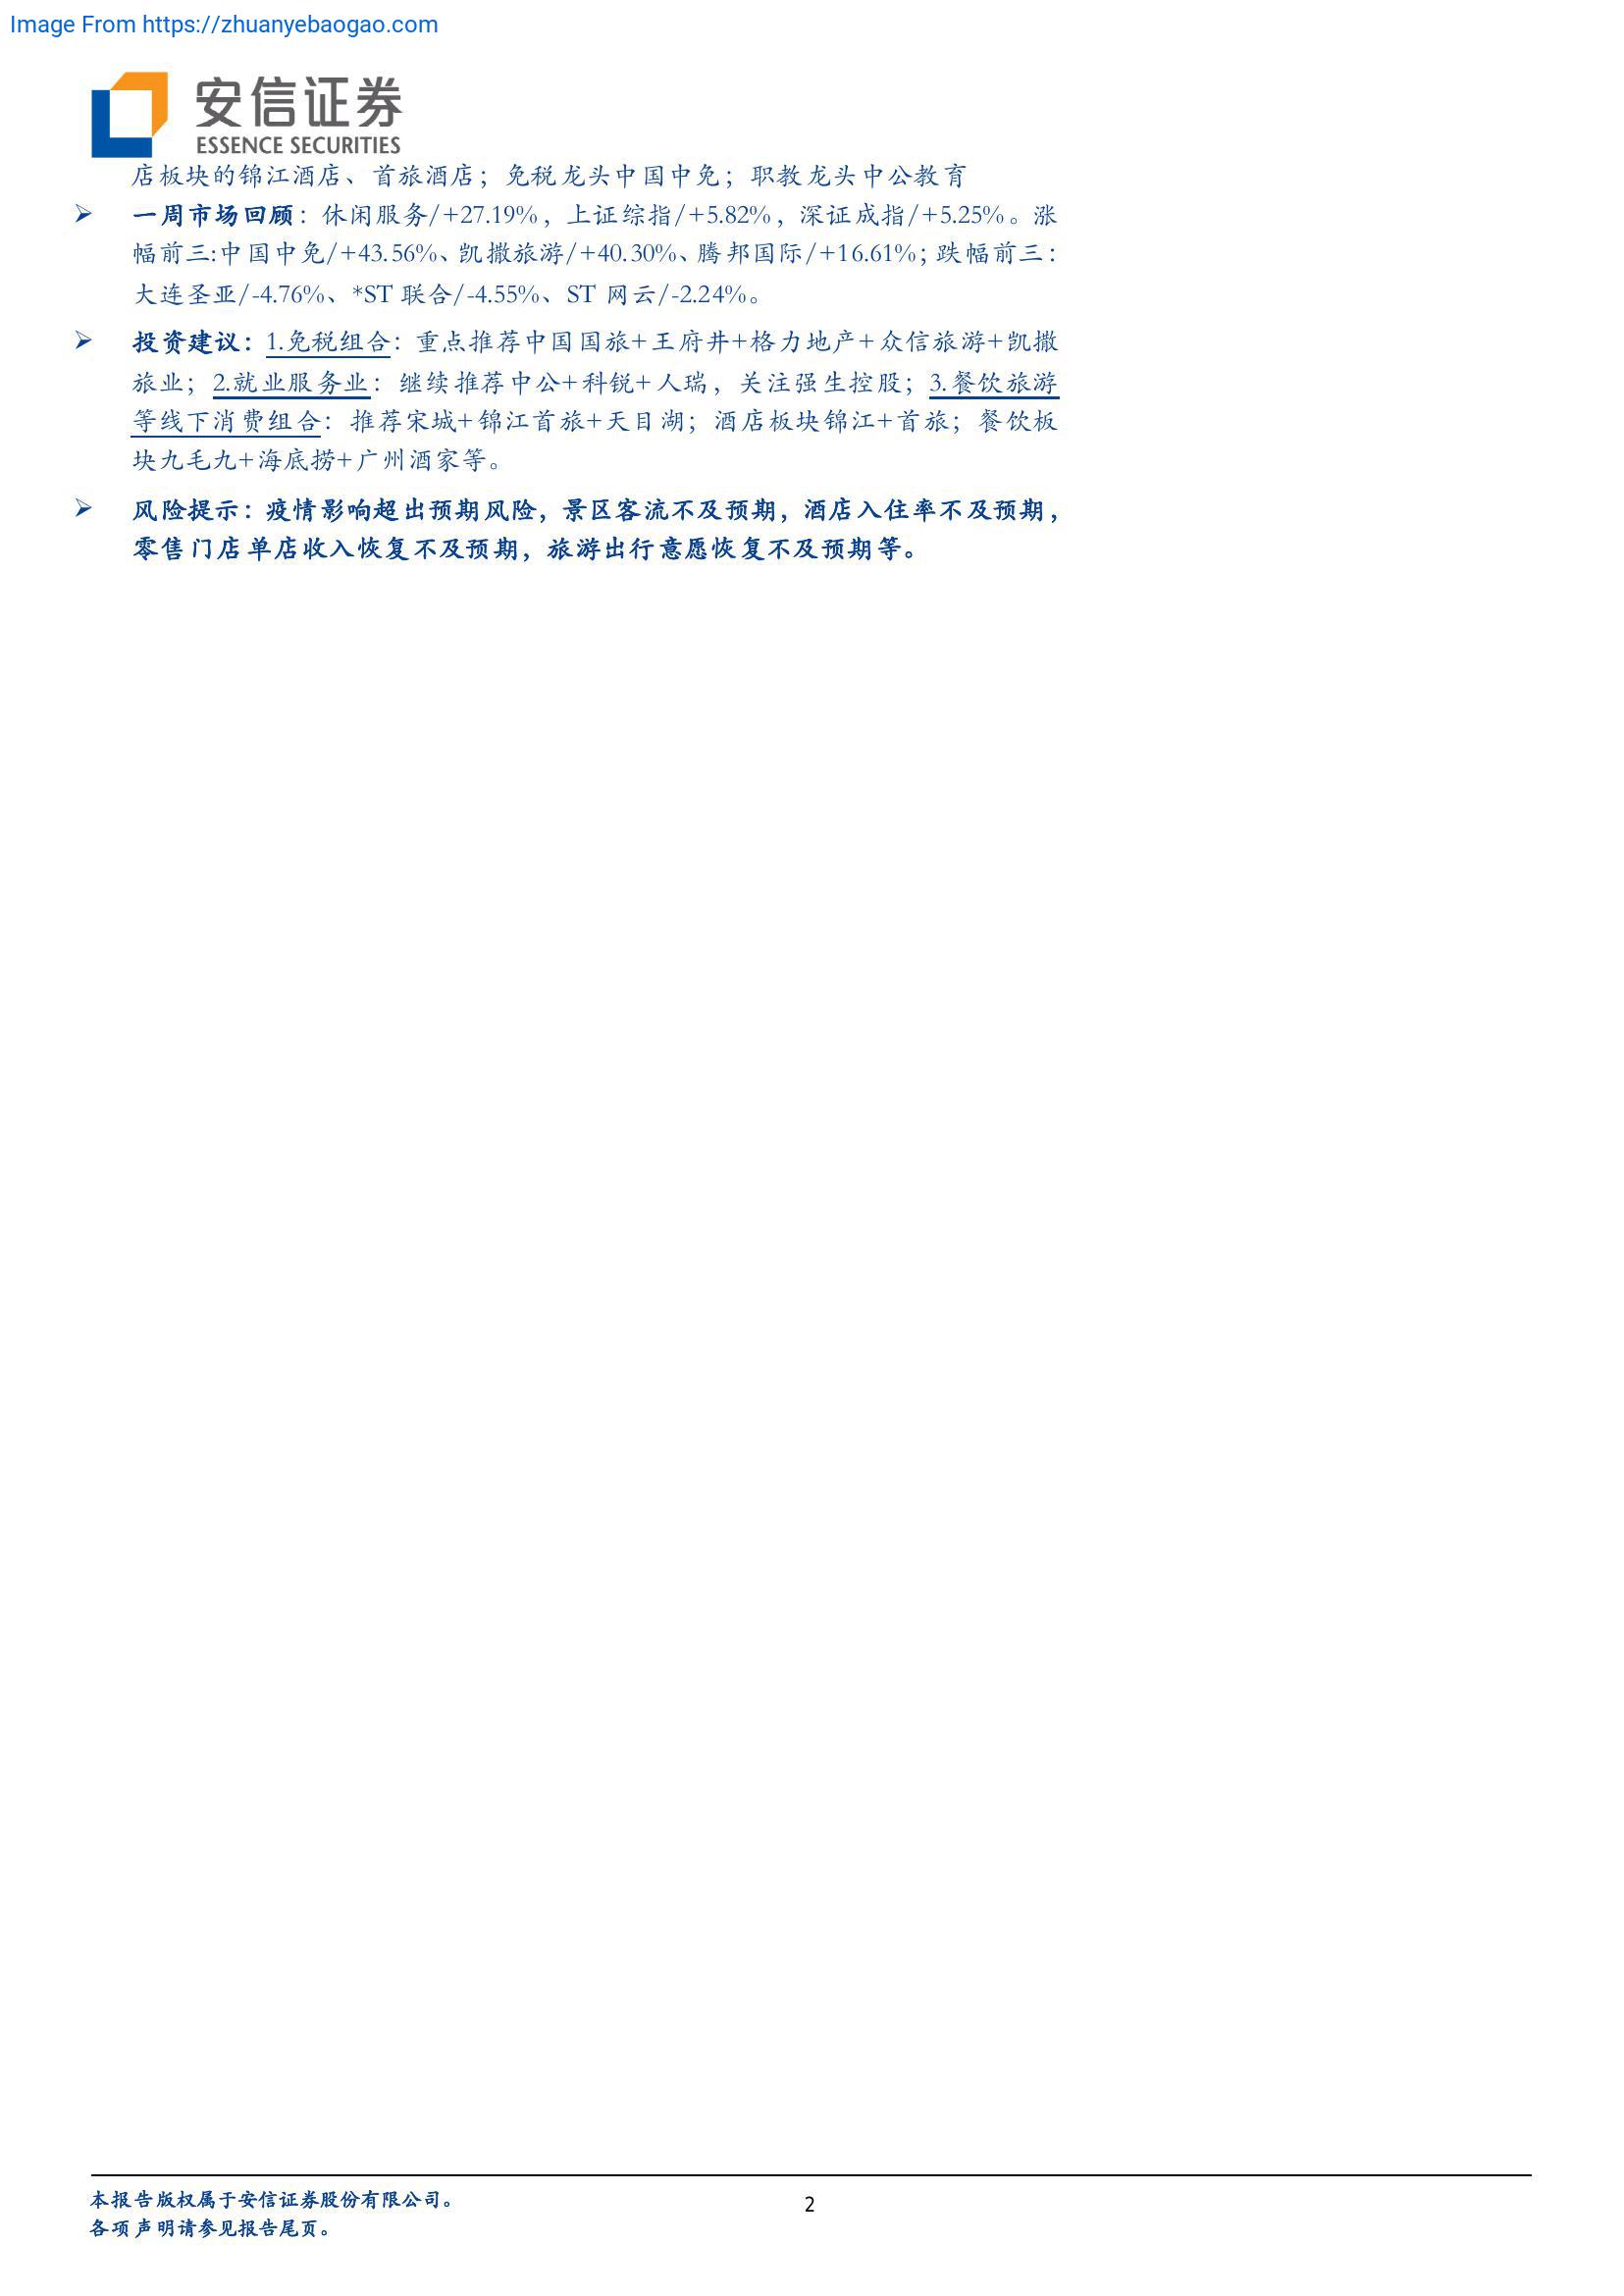 Image From https://zhuanyebaogao.com
安信证券
ESSENCE SECURITIES
店板块的锦江酒店、首旅酒店；免税龙头中国中免；职教龙头中公教育
➢ 一周市场回顾：休闲服务/+27.19%，上证综指/+5.82%，深证成指/+5.25%。涨
幅前三:中国中免/+43.56%、凯撒旅游/+40.30%、腾邦国际/+16.61%；跌幅前三：
大连圣亚/-4.76%、*ST 联合/-4.55%、ST 网云/-2.24%。
➢ 投资建议：1.免税组合：重点推荐中国国旅+王府井+格力地产+众信旅游+凯撒
旅业；2.就业服务业：继续推荐中公+科锐+人瑞，关注强生控股；3.餐饮旅游
等线下消费组合：推荐宋城+锦江首旅+天目湖；酒店板块锦江+首旅；餐饮板
块九毛九+海底捞+广州酒家等。
➢ 风险提示：疫情影响超出预期风险，景区客流不及预期，酒店入住率不及预期，
零售门店单店收入恢复不及预期，旅游出行意愿恢复不及预期等。
本报告版权属于安信证券股份有限公司。
各项声明请参见报告尾页。
2